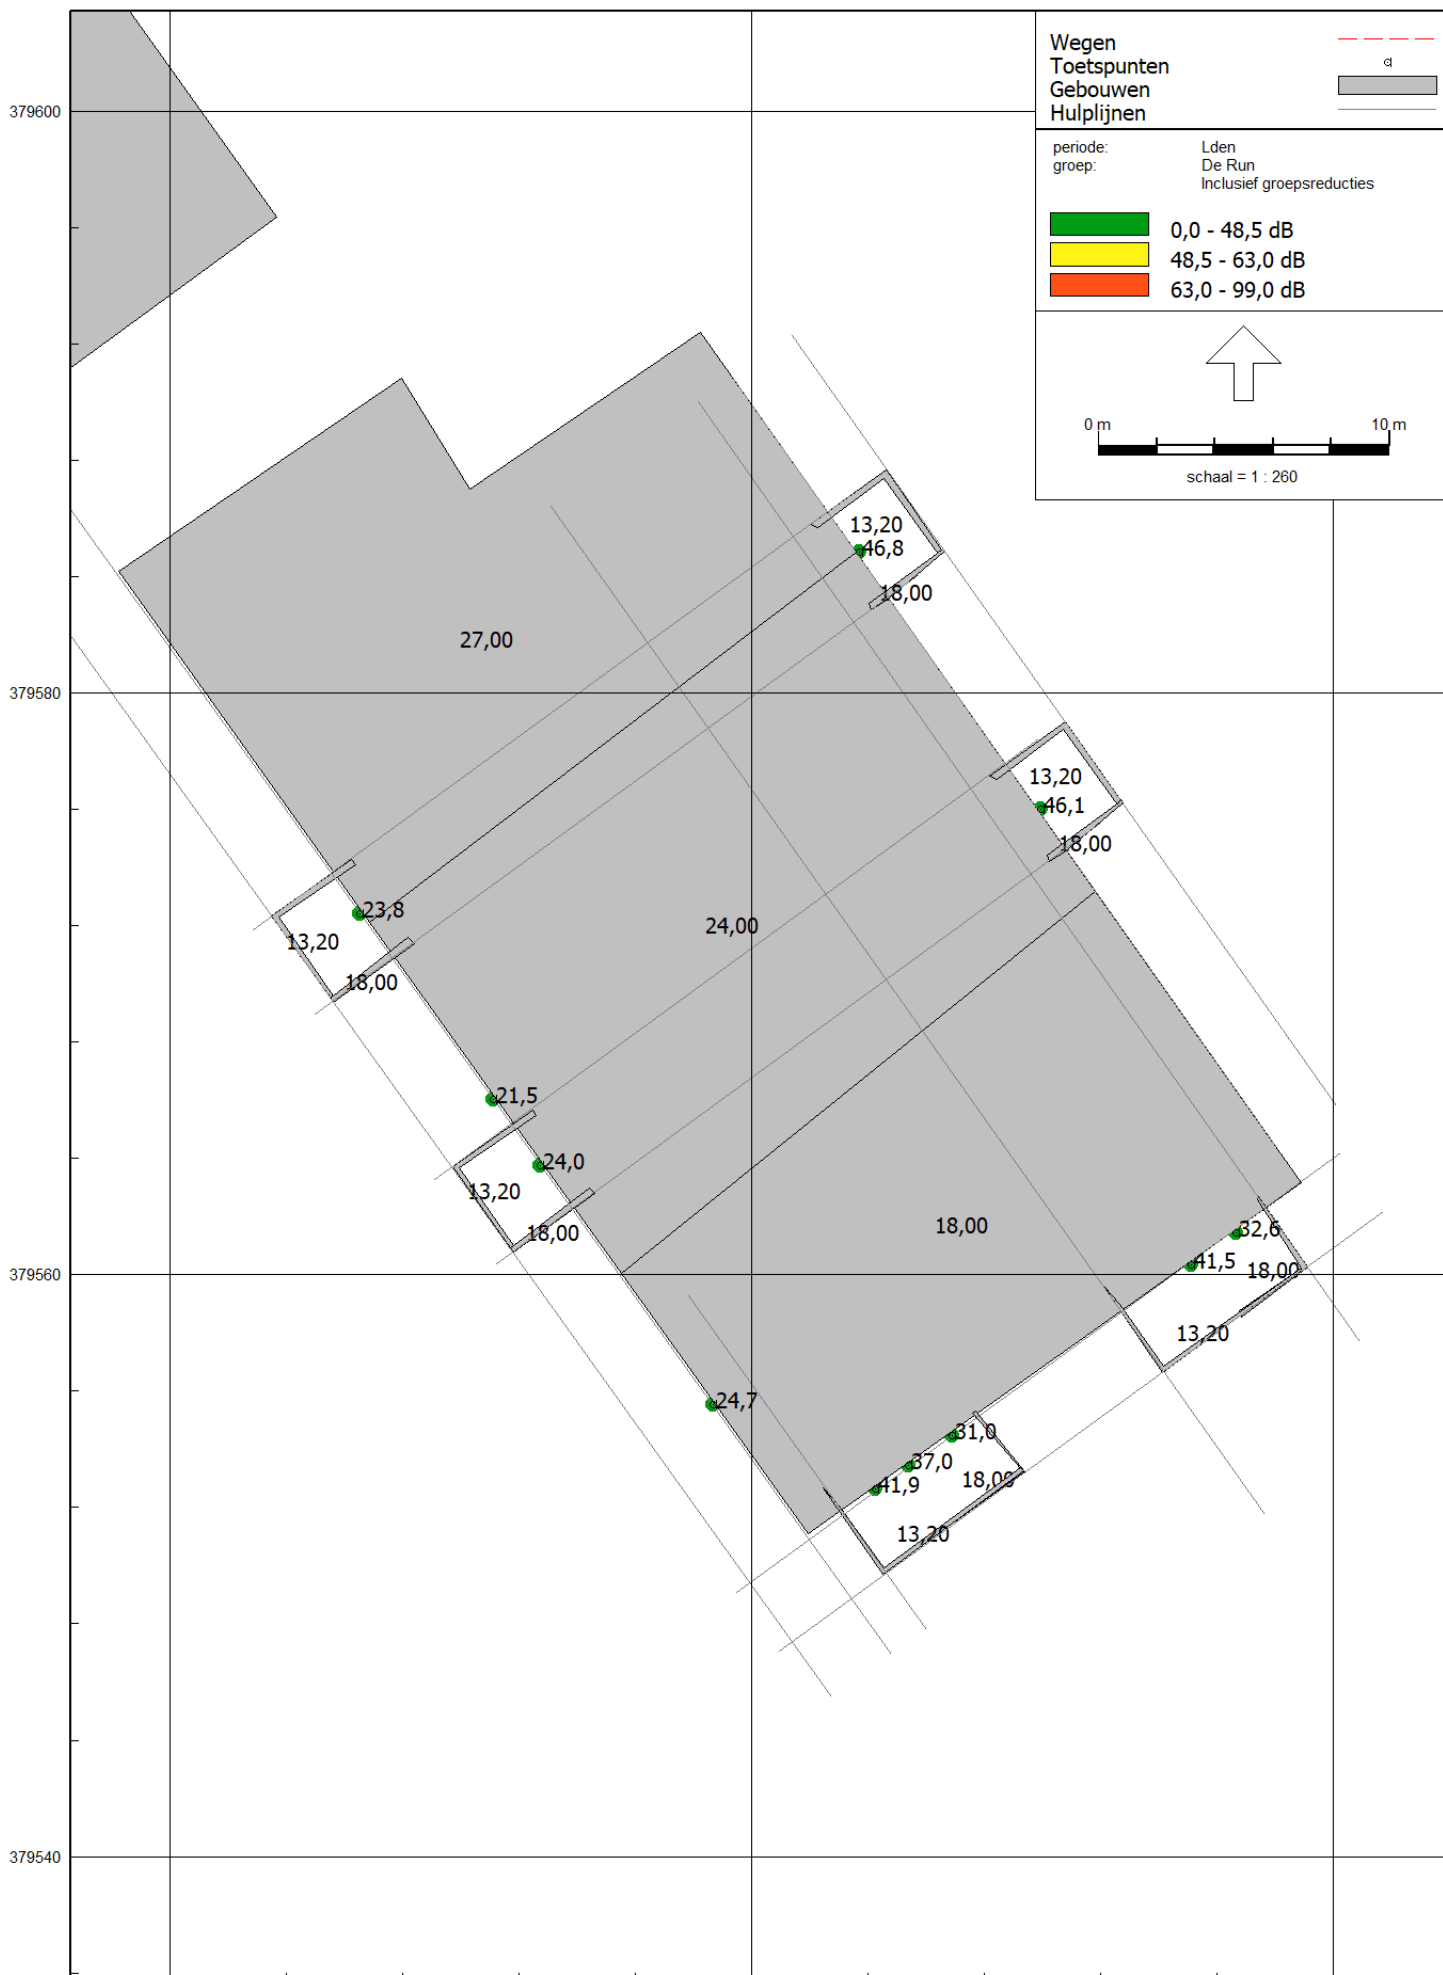 Wegen
Toetspunten
Gebouwen
Hulplijnen
periode: Lden
groep: De Run
Inclusief groepsreducties
0,0 - 48,5 dB
48,5 - 63,0 dB
63,0 - 99,0 dB
0 m 10 m
schaal = 1 : 260
379600
13,20
46,8
18,00
27,00
379580
13,20
46,1
18,00
23,8
24,00
13,20
18,00
21,5
24,0
13,20
18,00
18,00
32,6
41,5
18,00
379560
13,20
24,7
31,0
37,0
18,00
41,9
13,20
379540